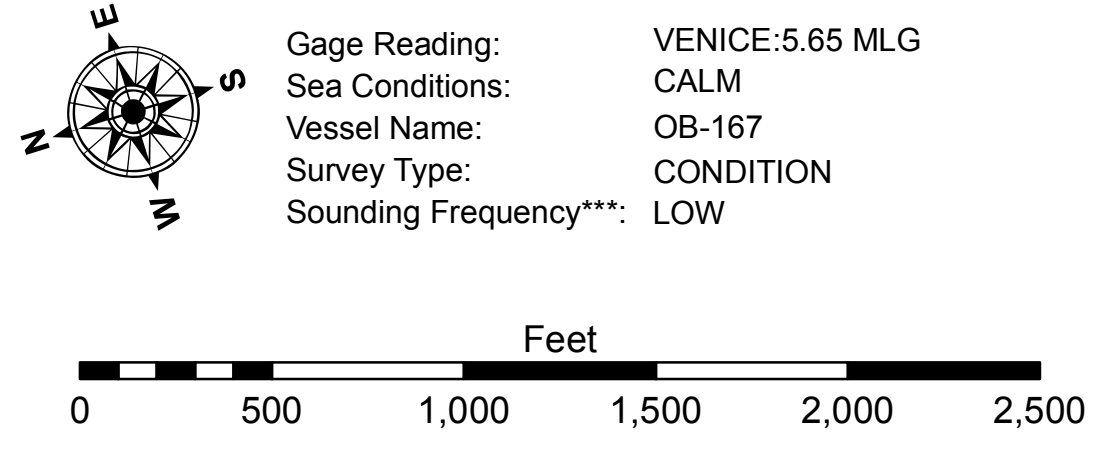 E
S
N
W
Gage Reading: VENICE:5.65 MLG
Sea Conditions: CALM
Vessel Name: OB-167
Survey Type: CONDITION
Sounding Frequency***: LOW
Feet
0 500 1,000 1,500 2,000 2,500